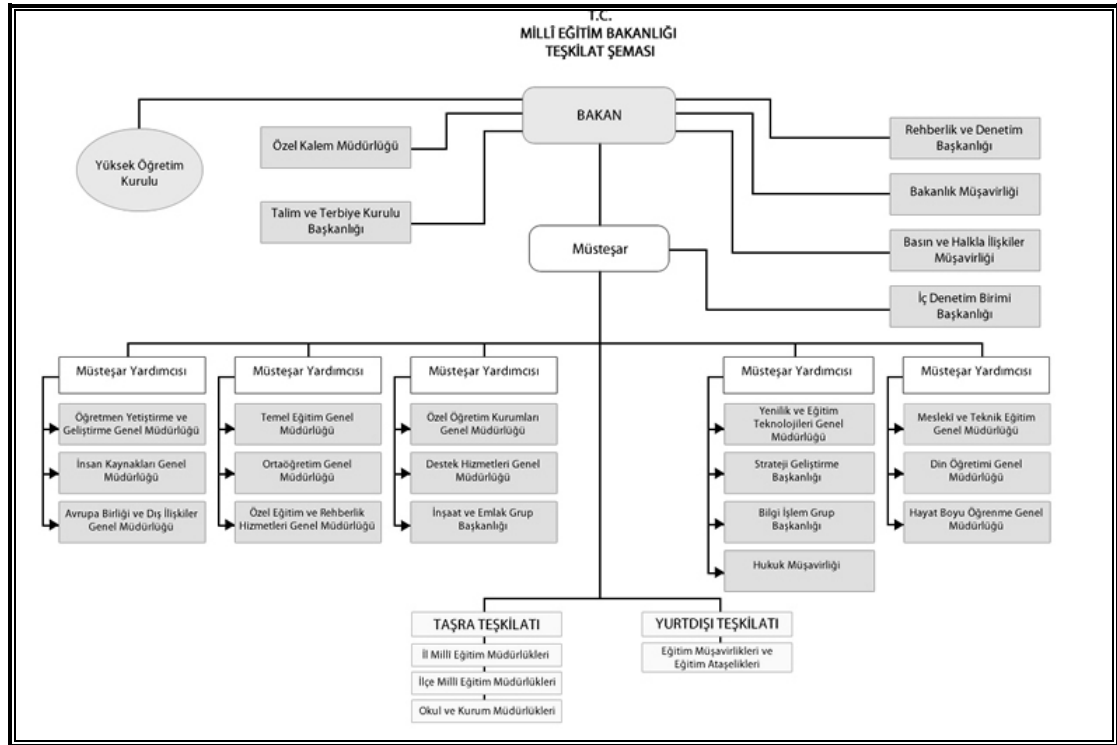 T.C.
MİLLÎ EĞİTİM BAKANLIĞI
TEŞKİLAT ŞEMASI
BAKAN
Yüksek Öğretim
Kurulu
Özel Kalem Müdürlüğü
Talim ve Terbiye Kurulu
Başkanlığı
Rehberlik ve Denetim
Başkanlığı
Bakanlık Müşavirliği
Basın ve Halkla İlişkiler
Müşavirliği
İç Denetim Birimi
Başkanlığı
Müsteşar
Müsteşar Yardımcısı
Öğretmen Yetiştirme ve
Geliştirme Genel Müdürlüğü
İnsan Kaynakları Genel
Müdürlüğü
Avrupa Birliği ve Dış İlişkiler
Genel Müdürlüğü
Müsteşar Yardımcısı
Temel Eğitim Genel
Müdürlüğü
Ortaöğretim Genel
Müdürlüğü
Özel Eğitim ve Rehberlik
Hizmetleri Genel Müdürlüğü
Müsteşar Yardımcısı
Özel Öğretim Kurumları
Genel Müdürlüğü
Destek Hizmetleri Genel
Müdürlüğü
İnşaat ve Emlak Grup
Başkanlığı
Müsteşar Yardımcısı
Yenilik ve Eğitim
Teknolojileri Genel
Müdürlüğü
Strateji Geliştirme
Başkanlığı
Bilgi İşlem Grup
Başkanlığı
Hukuk Müşavirliği
Müsteşar Yardımcısı
Meslekî ve Teknik Eğitim
Genel Müdürlüğü
Din Öğretimi Genel
Müdürlüğü
Hayat Boyu Öğrenme Genel
Müdürlüğü
TAŞRA TEŞKİLATI
İl Millî Eğitim Müdürlükleri
İlçe Millî Eğitim Müdürlükleri
Okul ve Kurum Müdürlükleri
YURTDIŞI TEŞKİLATI
Eğitim Müşavirlikleri ve
Eğitim Ataşelikleri